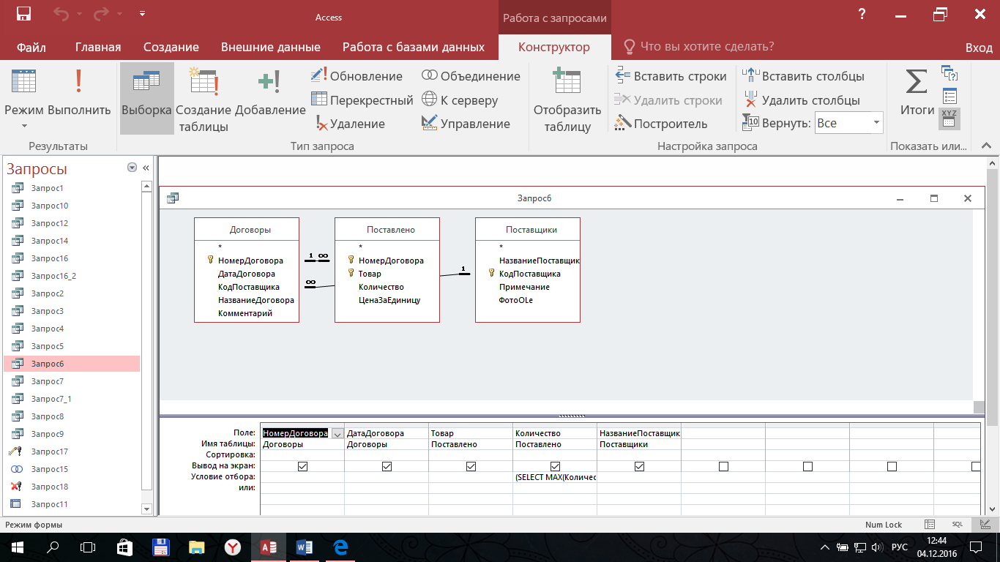 Access
Работа с запросами
?
Файл
Главная
Создание
Внешние данные
Работа с базами данных
Конструктор
Что вы хотите сделать?
Вход
Режим
Выполнить
Результаты
Выборка
Создание таблицы
Добавление
Обновление
Перекрестный
Удаление
Объединение
К серверу
Управление
Тип запроса
Отобразить таблицу
Вставить строки
Удалить строки
Построитель
Вставить столбцы
Удалить столбцы
Вернуть: Все
Настройка запроса
Итоги
XYZ
Показать или...
Запросы
Запрос1
Запрос10
Запрос12
Запрос14
Запрос16
Запрос16_2
Запрос2
Запрос3
Запрос4
Запрос5
Запрос6
Запрос7
Запрос7_1
Запрос8
Запрос9
Запрос17
Запрос15
Запрос18
Запрос11
Запрос6
Договоры
*
НомерДоговора
ДатаДоговора
КодПоставщика
НазваниеДоговора
Комментарий
1 ∞
∞
Поставлено
*
НомерДоговора
Товар
Количество
ЦенаЗаЕдиницу
1
Поставщики
*
НазваниеПоставщик
КодПоставщика
Примечание
ФотоOLe
Поле: НомерДоговора ДатаДоговора Товар Количество НазваниеПоставщик
Имя таблицы: Договоры Договоры Поставлено Поставлено Поставщики
Сортировка:
Вывод на экран:
Условие отбора: (SELECT MAX(Количес
или:
Режим формы
Num Lock
SQL
РУС
12:44
04.12.2016